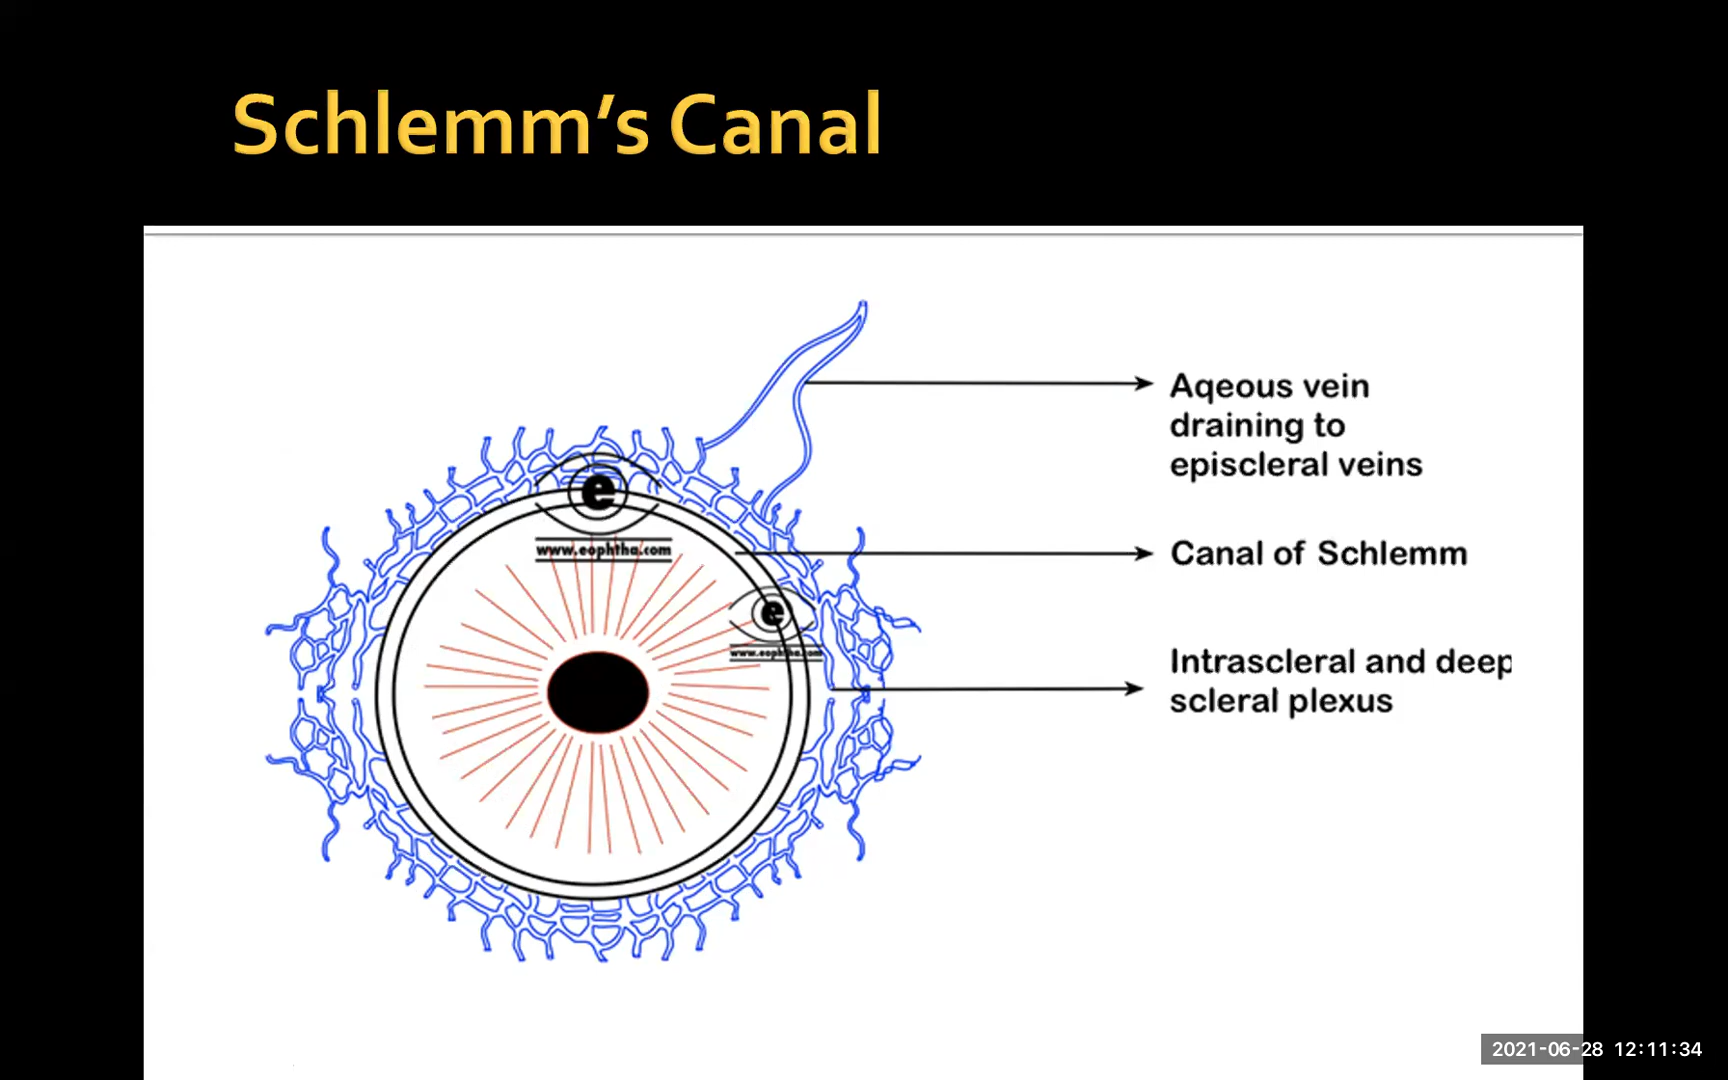 Schlemm’s Canal
Aqeous vein
draining to
episcleral veins
e
www.eophtha.com
Canal of Schlemm
e
www.eophtha.com
Intrascleral and deep
scleral plexus
2021-06-28 12:11:34